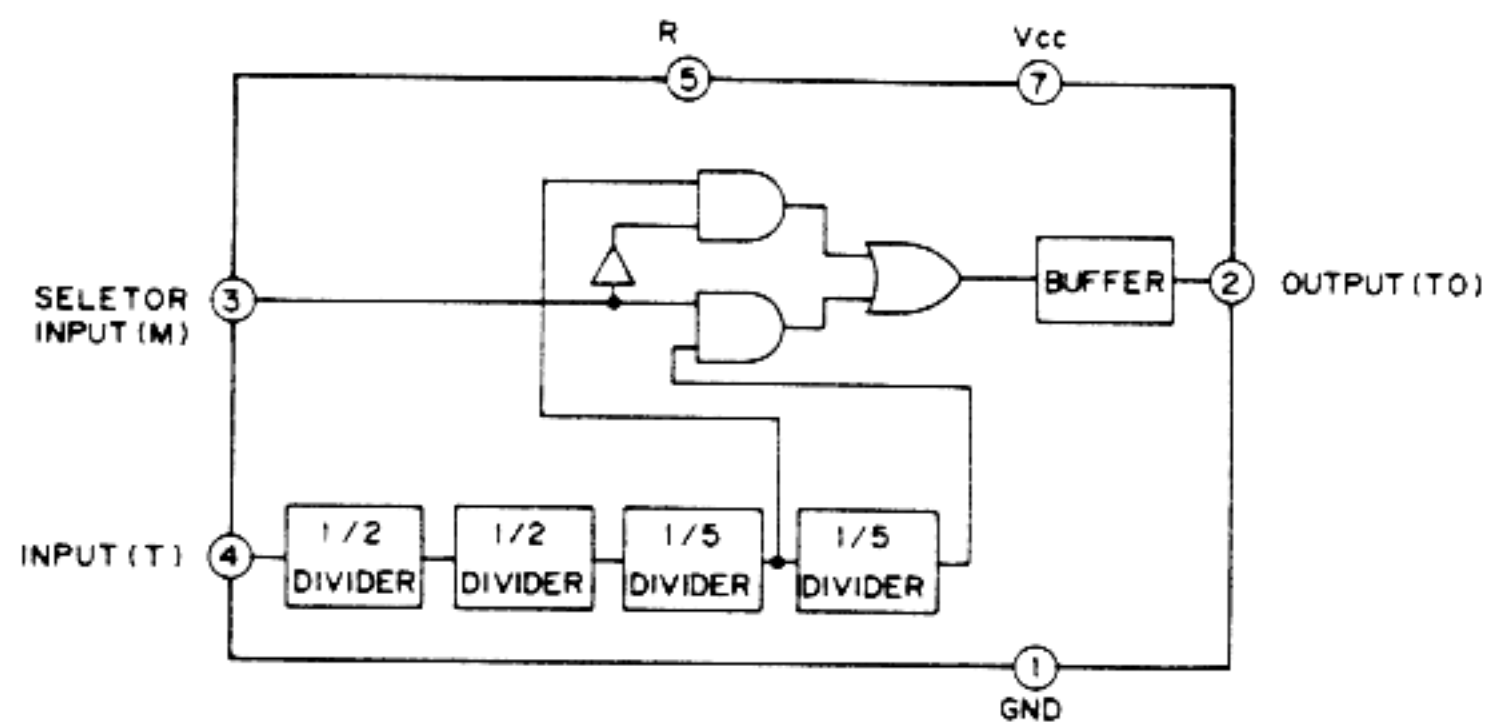 R
Vcc
5
7
SELETOR
INPUT (M)
3
BUFFER
2
OUTPUT (TO)
INPUT (T)
4
1/2
DIVIDER
1/2
DIVIDER
1/5
DIVIDER
1/5
DIVIDER
1
GND